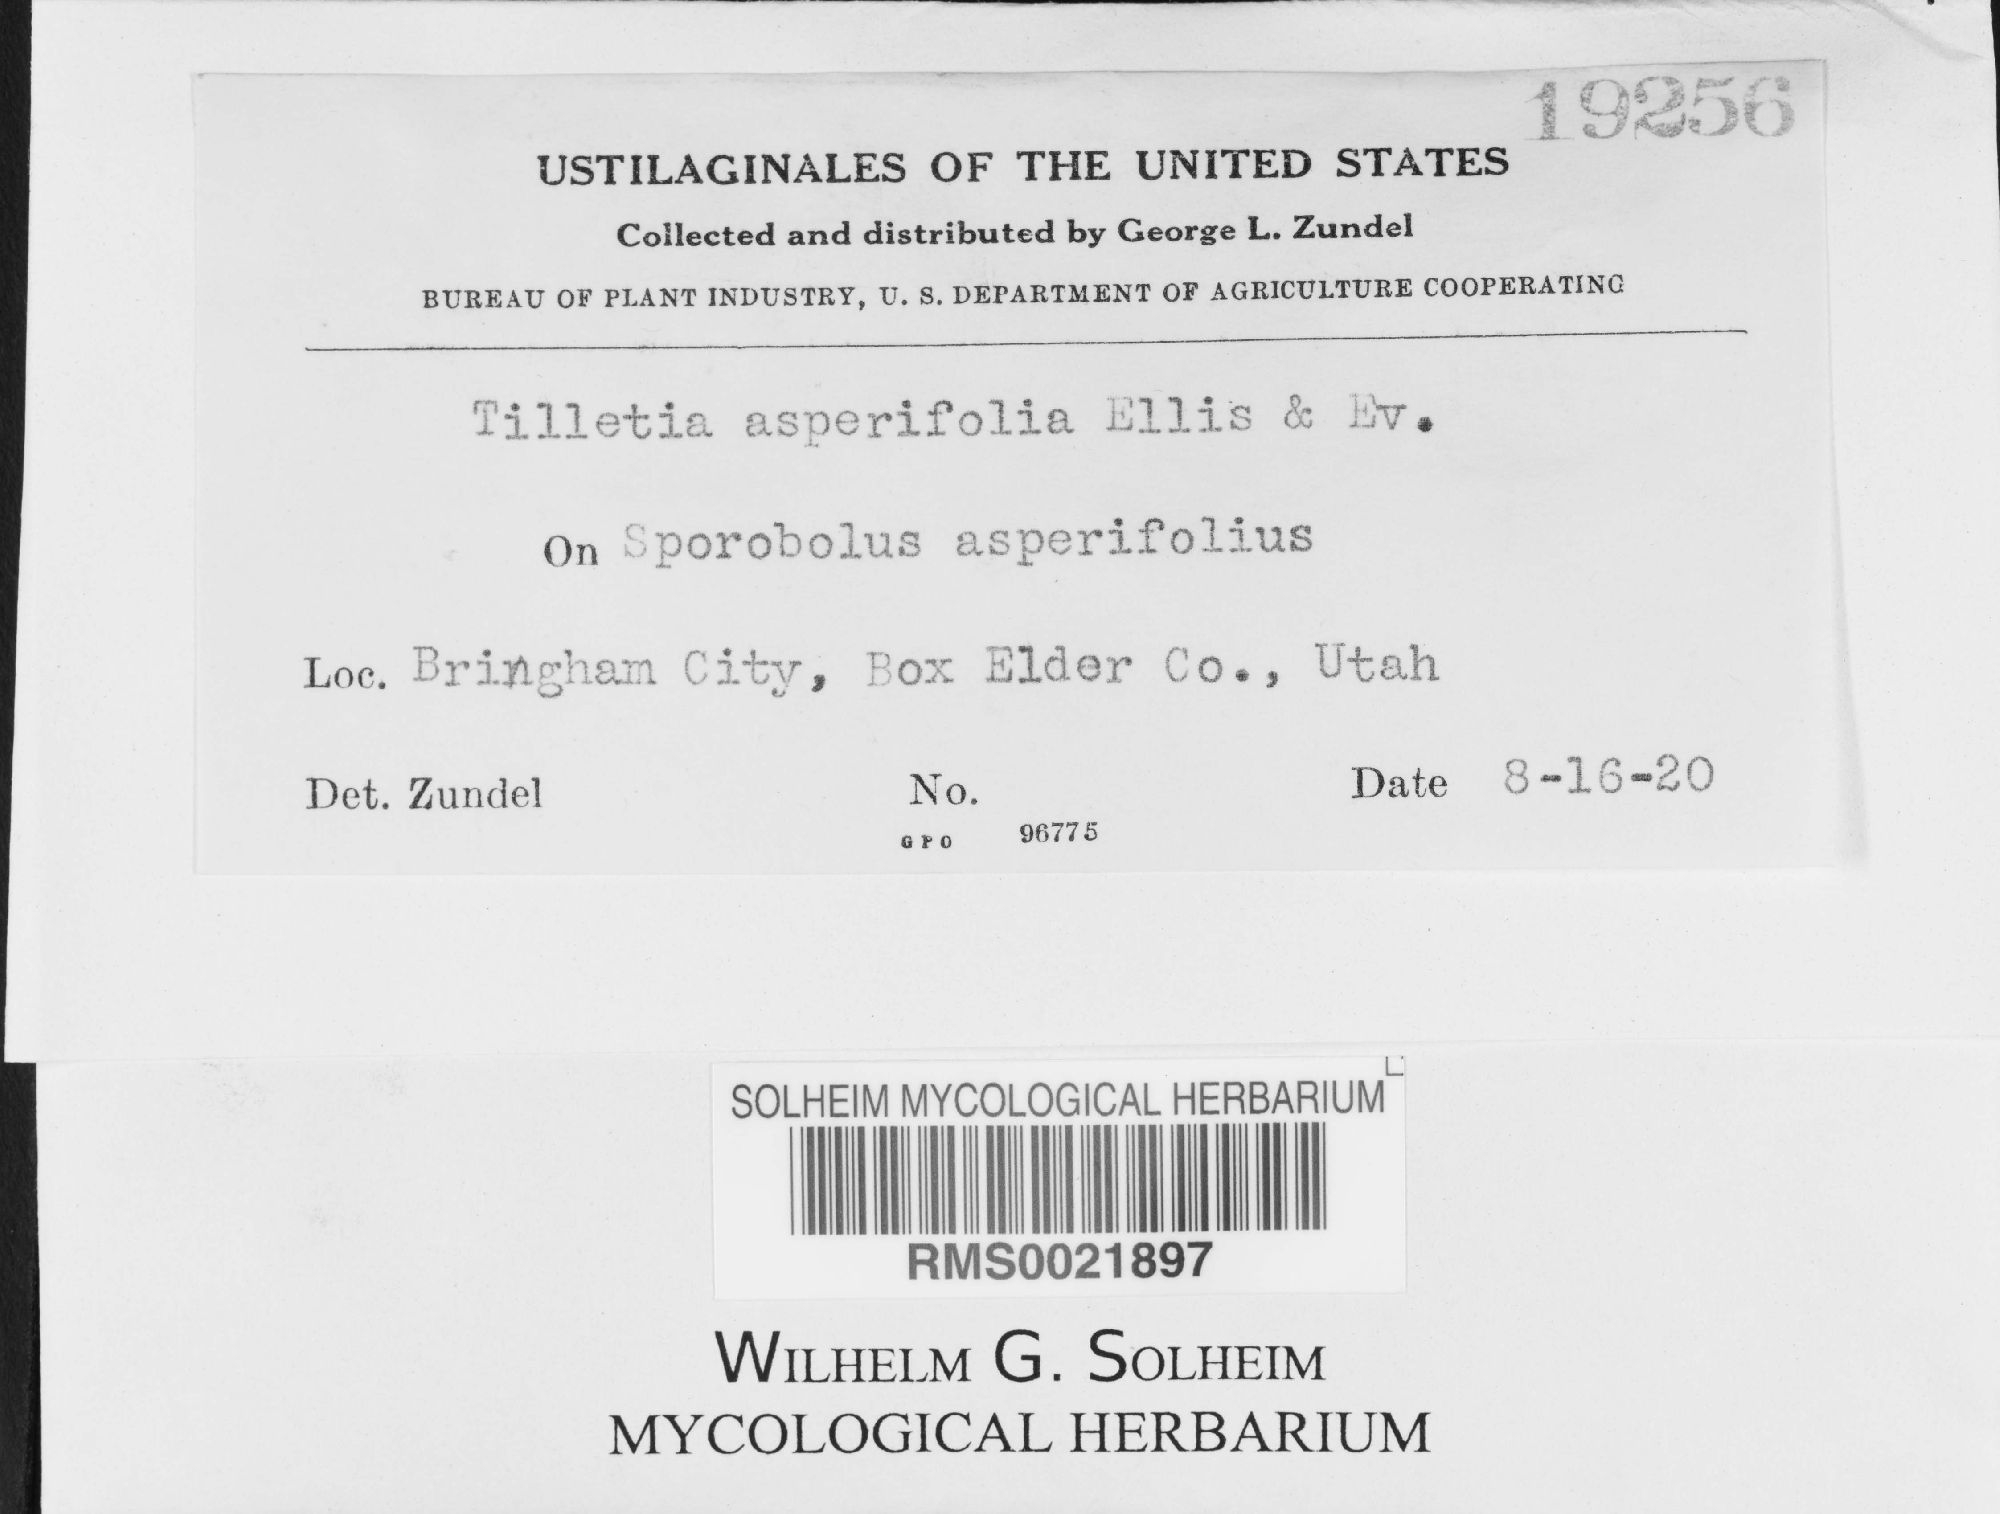 19256
USTILAGINALES OF THE UNITED STATES
Collected and distributed by George L. Zundel
BUREAU OF PLANT INDUSTRY, U. S. DEPARTMENT OF AGRICULTURE COOPERATING
Tilletia asperifolia Ellis & Ev.
On Sporobolus asperifolius
Loc. Bringham City, Box Elder Co., Utah
Det. Zundel No. Date 8-16-20
GPO 96775
SOLHEIM MYCOLOGICAL HERBARIUM
RMS0021897
WILHELM G. SOLHEIM
MYCOLOGICAL HERBARIUM